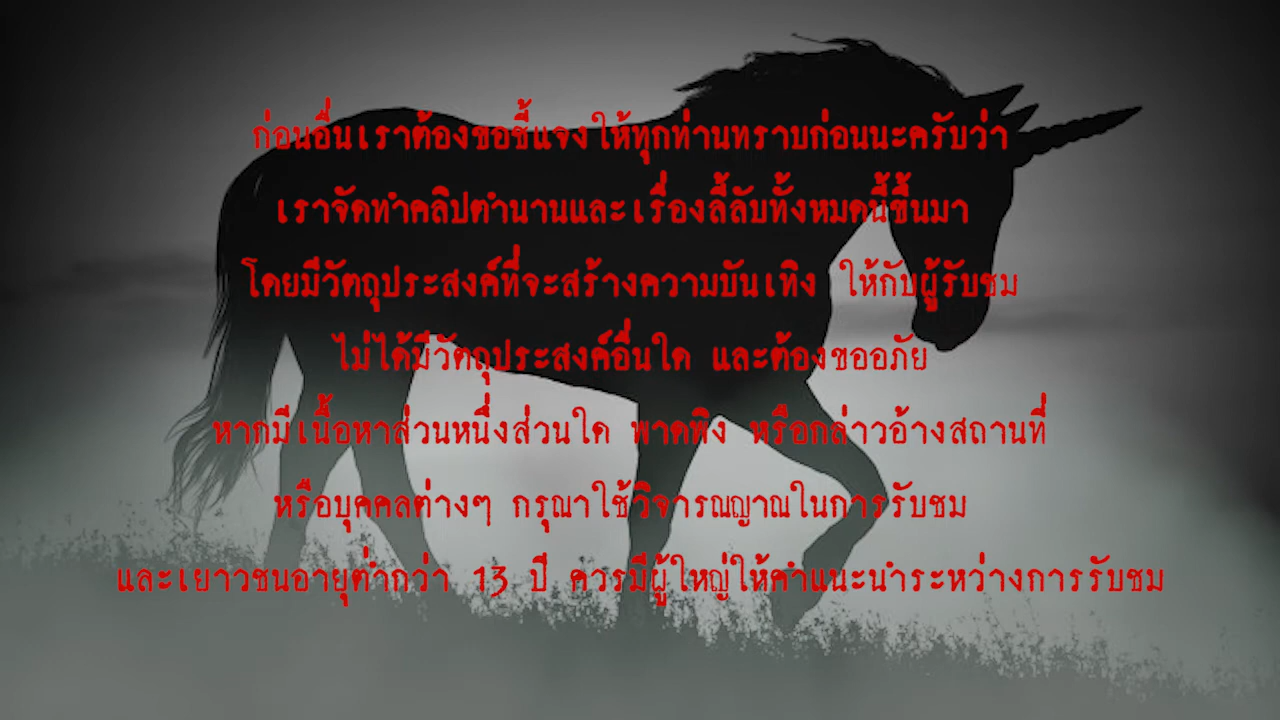 ก่อนอื่นเราต้องขอชี้แจงให้ทุกท่านทราบก่อนนะครับว่า
เราจัดทำคลิปตำนานและเรื่องลี้ลับทั้งหมดนี้ขึ้นมา
โดยมีวัตถุประสงค์ที่จะสร้างความบันเทิง ให้กับผู้รับชม
ไม่ได้มีวัตถุประสงค์อื่นใด และต้องขออภัย
หากมีเนื้อหาส่วนหนึ่งส่วนใด พาดพิง หรือกล่าวอ้างสถานที่
หรือบุคคลต่างๆ กรุณาใช้วิจารณญาณในการรับชม
และเยาวชนอายุต่ำกว่า 13 ปี ควรมีผู้ใหญ่ให้คำแนะนำระหว่างการรับชม